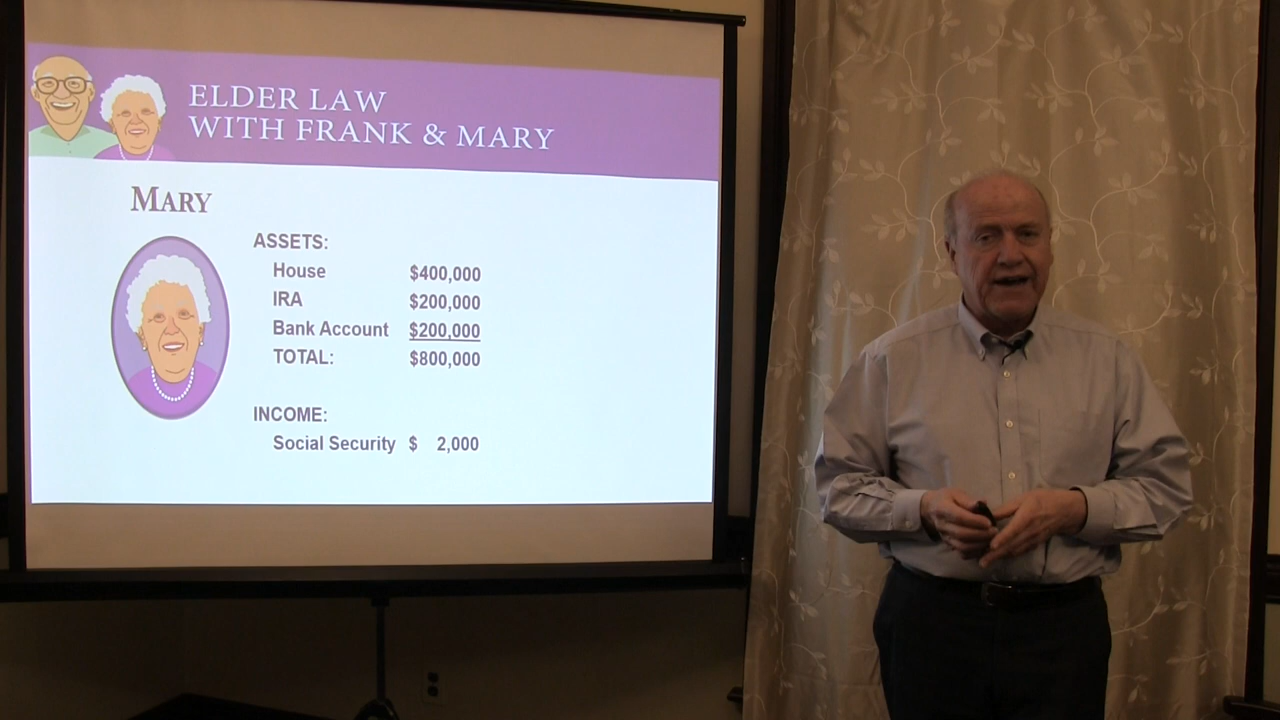 ELDER LAW
WITH FRANK & MARY
MARY
ASSETS:
House $400,000
IRA $200,000
Bank Account $200,000
TOTAL: $800,000
INCOME:
Social Security $ 2,000